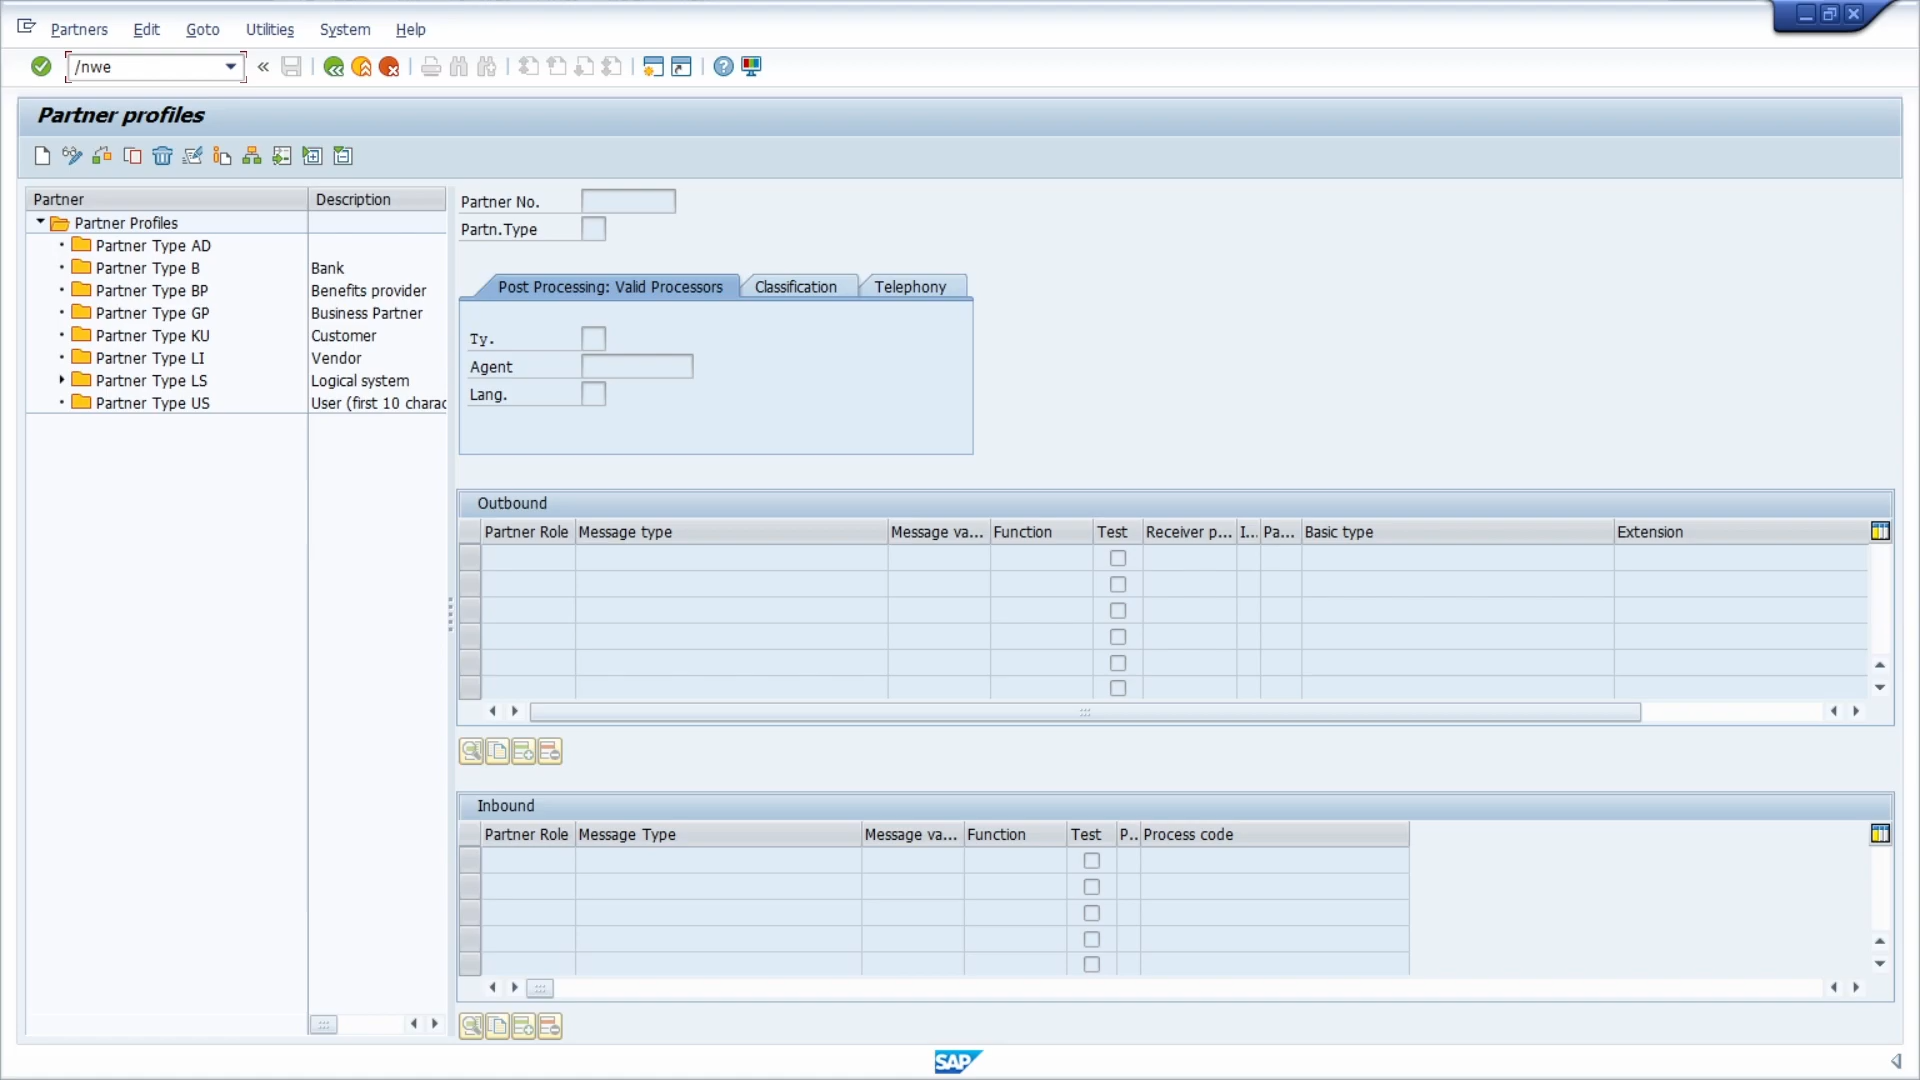 Partners Edit Goto Utilities System Help
/nwe
Partner profiles
Partner Description
Partner Profiles
Partner Type AD
Partner Type B Bank
Partner Type BP Benefits provider
Partner Type GP Business Partner
Partner Type KU Customer
Partner Type LI Vendor
Partner Type LS Logical system
Partner Type US User (first 10 charac
Partner No.
Partn.Type
Post Processing: Valid Processors Classification Telephony
Ty.
Agent
Lang.
Outbound
Partner Role Message type Message va... Function Test Receiver p... I... Pa... Basic type Extension
Inbound
Partner Role Message Type Message va... Function Test P.. Process code
SAP